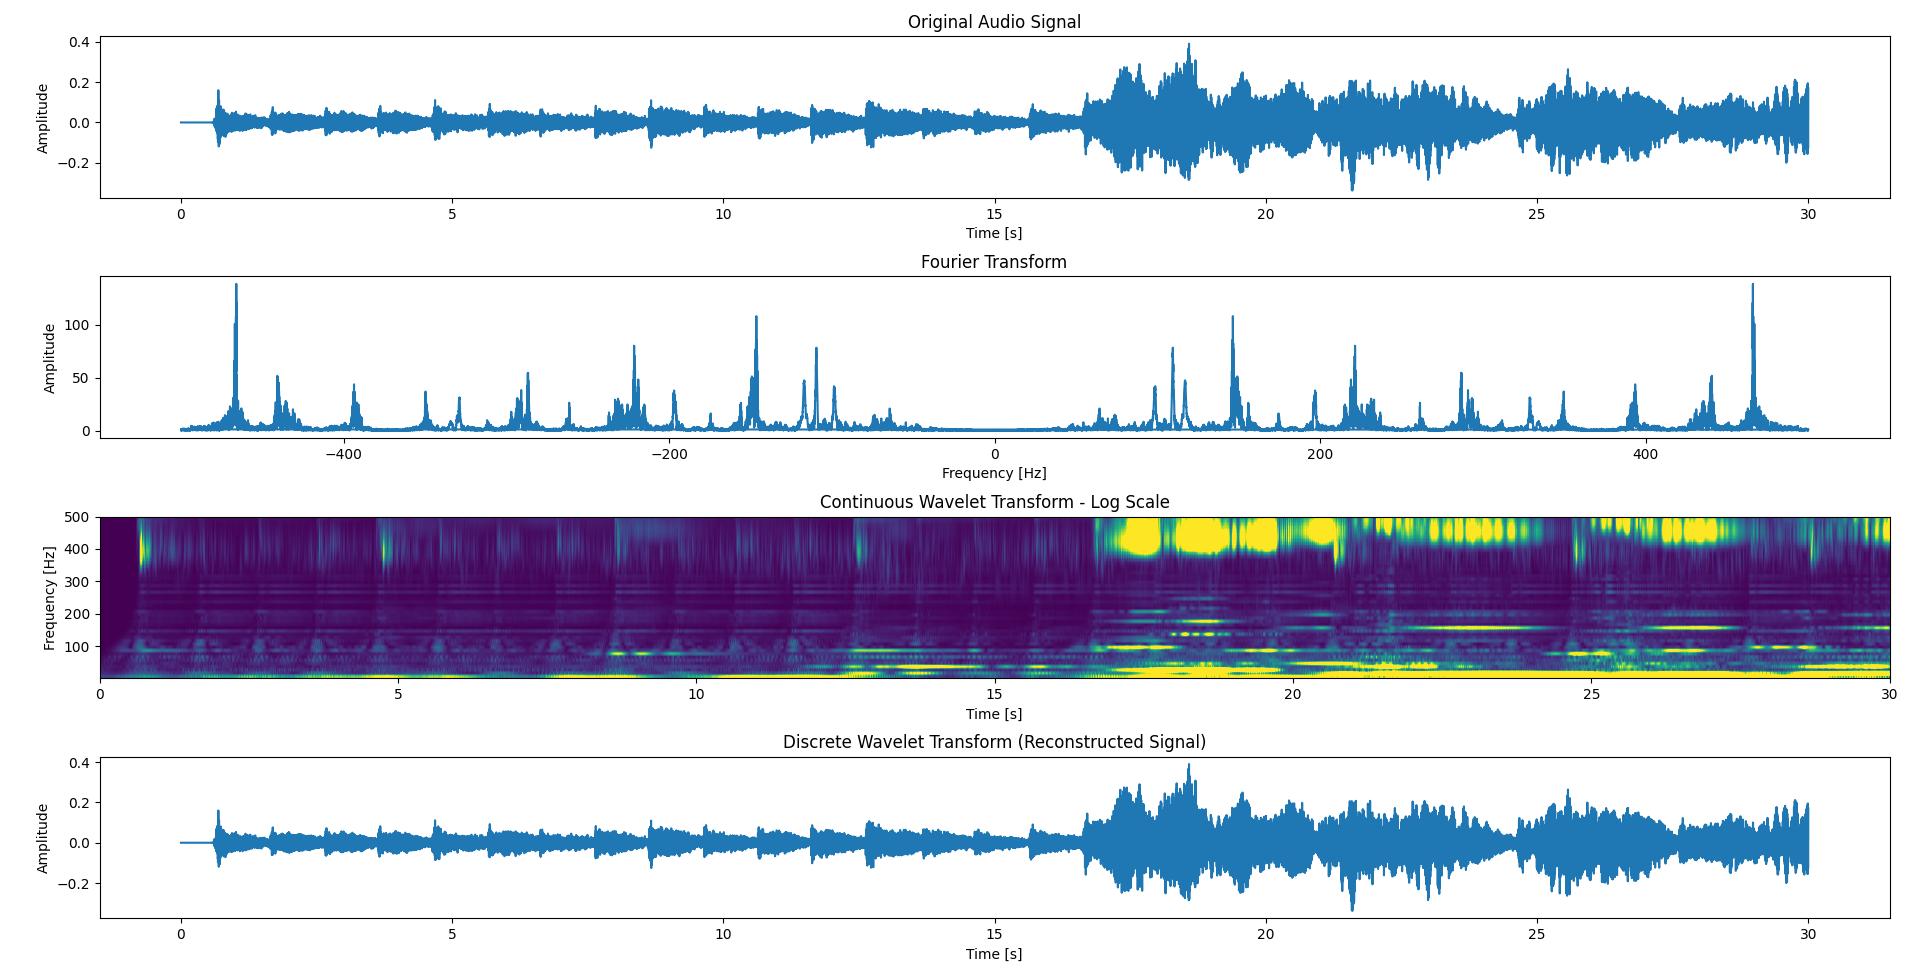 Original Audio Signal
Amplitude
0.4
0.2
0.0
−0.2
0 5 10 15 20 25 30
Time [s]
Fourier Transform
Amplitude
100
50
0
−400 −200 0 200 400
Frequency [Hz]
Continuous Wavelet Transform - Log Scale
Frequency [Hz]
500
400
300
200
100
0 5 10 15 20 25 30
Time [s]
Discrete Wavelet Transform (Reconstructed Signal)
Amplitude
0.4
0.2
0.0
−0.2
0 5 10 15 20 25 30
Time [s]